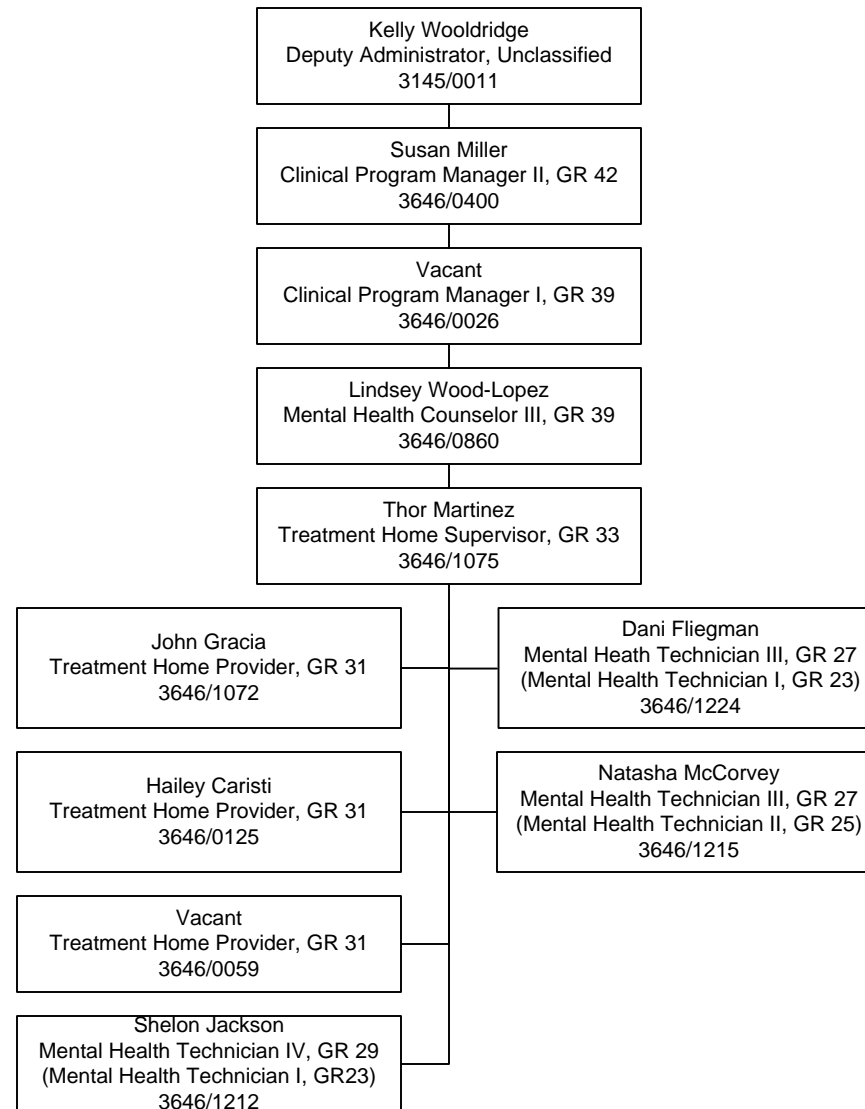 Kelly Wooldridge
Deputy Administrator, Unclassified
3145/0011
Susan Miller
Clinical Program Manager II, GR 42
3646/0400
Vacant
Clinical Program Manager I, GR 39
3646/0026
Lindsey Wood-Lopez
Mental Health Counselor III, GR 39
3646/0860
Thor Martinez
Treatment Home Supervisor, GR 33
3646/1075
John Gracia
Treatment Home Provider, GR 31
3646/1072
Dani Fliegman
Mental Heath Technician III, GR 27
(Mental Health Technician I, GR 23)
3646/1224
Hailey Caristi
Treatment Home Provider, GR 31
3646/0125
Natasha McCorvey
Mental Health Technician III, GR 27
(Mental Health Technician II, GR 25)
3646/1215
Vacant
Treatment Home Provider, GR 31
3646/0059
Shelon Jackson
Mental Health Technician IV, GR 29
(Mental Health Technician I, GR23)
3646/1212